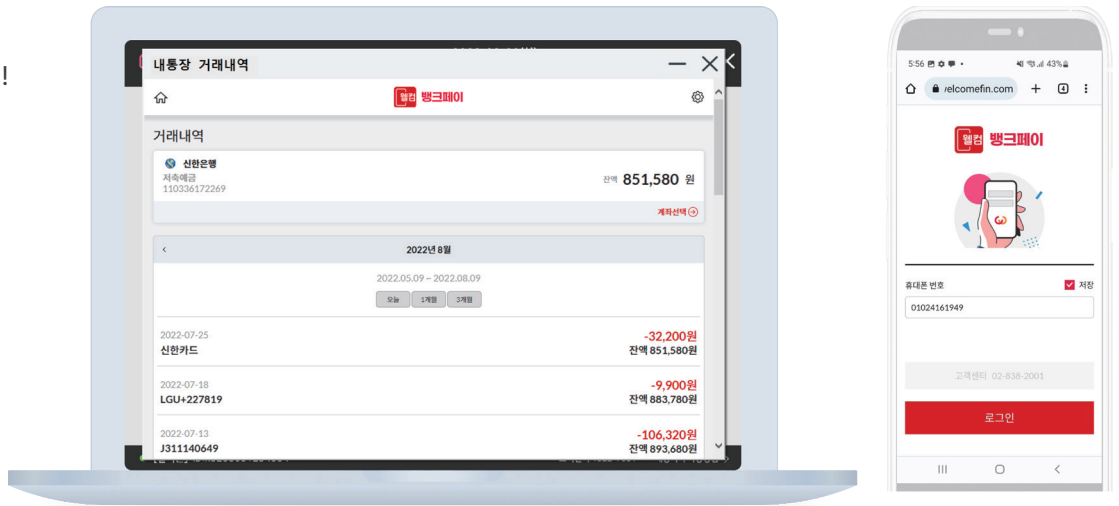 !
내통장 거래내역
웰컴 뱅크페이
거래내역
신한은행
저축예금
110336172269
잔액 851,580 원
계좌선택
2022년 8월
2022.05.09 ~ 2022.08.09
오늘 1개월 3개월
2022-07-25
신한카드
-32,200원
잔액 851,580원
2022-07-18
LGU+227819
-9,900원
잔액 883,780원
2022-07-13
J311140649
-106,320원
잔액 893,680원
5:56
43%
elcomefin.com
웰컴 뱅크페이
휴대폰 번호
저장
01024161949
고객센터 02-838-2001
로그인